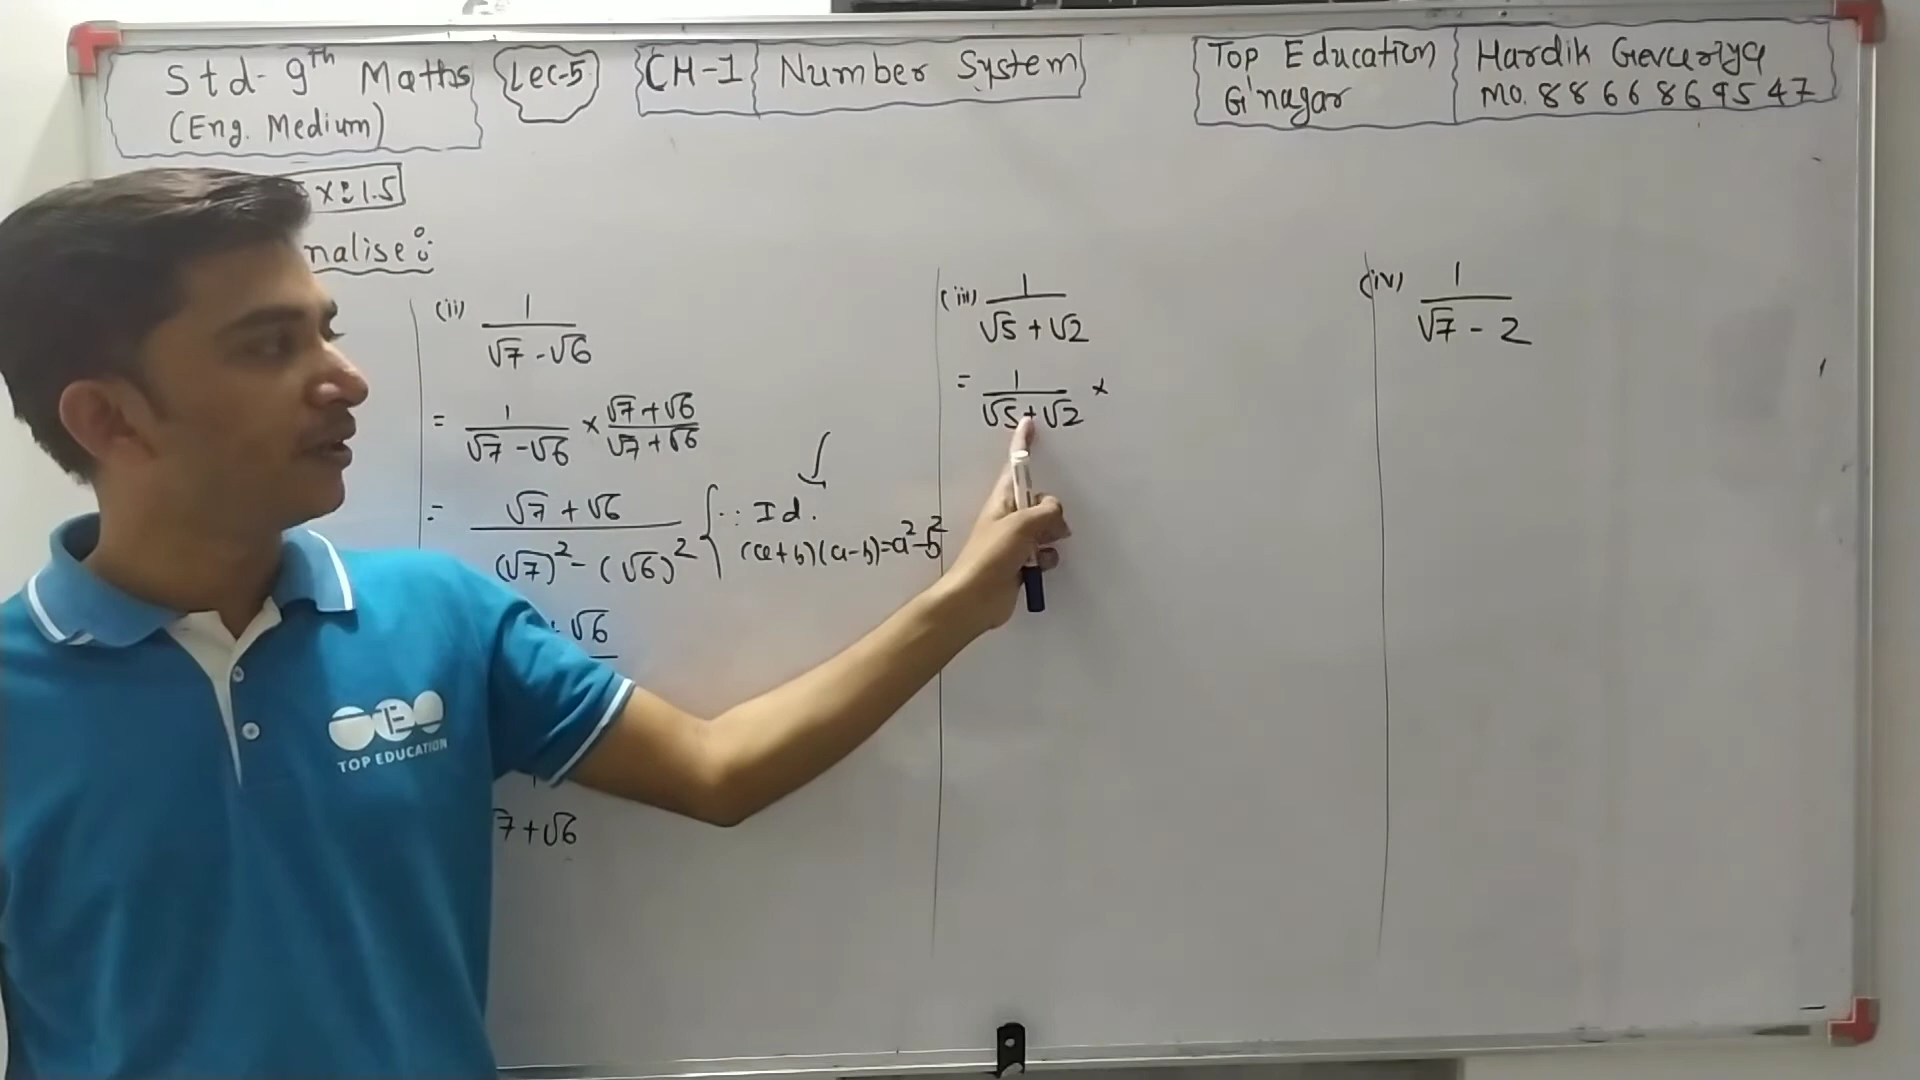 Std- 9th Maths
(Eng. Medium)
Lec-5
CH-1 Number System
Top Education
G'nagar
Hardik Gevariya
Mo. 8866869547
x: 1.5
nalise:
(ii) 1
√7 - √6
= 1 × √7 + √6
√7 - √6 √7 + √6
= √7 + √6
(√7)² - (√6)²
∵ Id.
(a+b)(a-b)=a²-b²
√6
7+√6
(iii) 1
√5 + √2
= 1 ×
√5 + √2
(iv) 1
√7 - 2
TOP EDUCATION